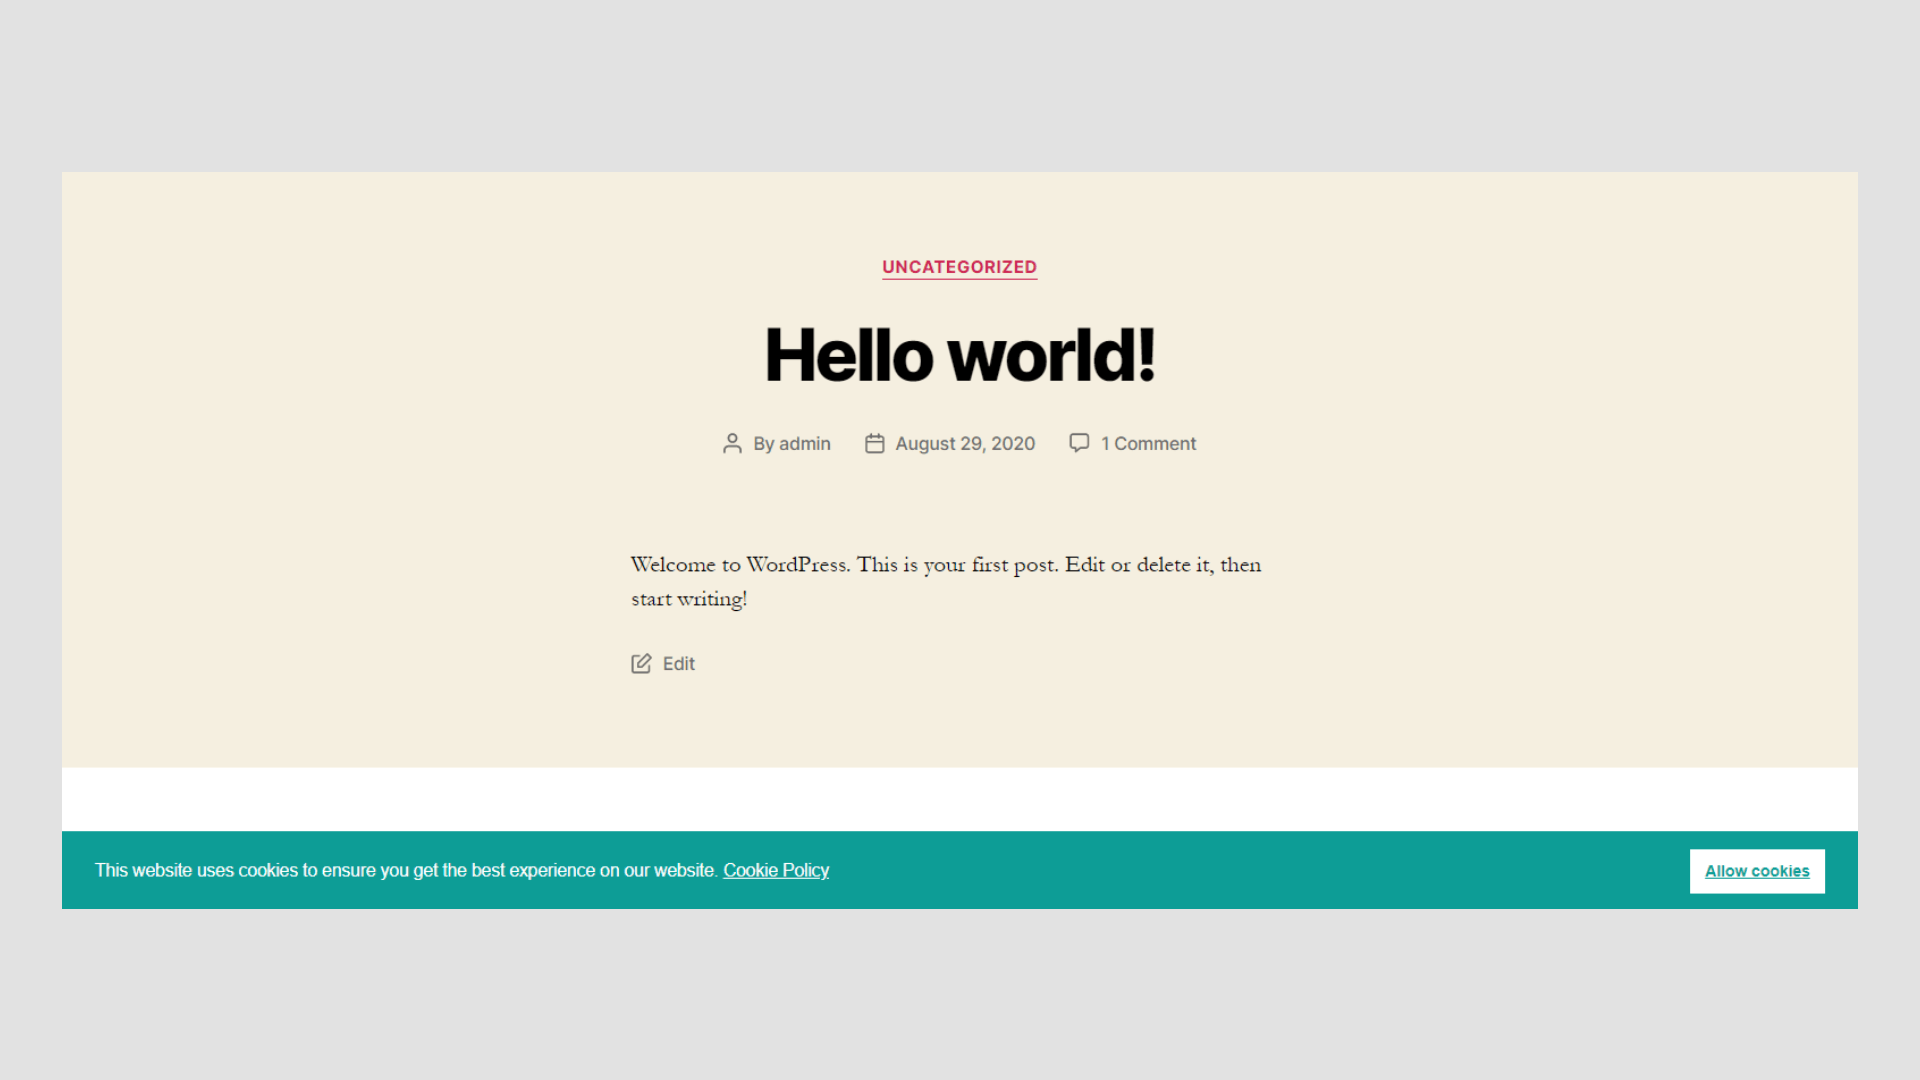 UNCATEGORIZED
Hello world!
By admin August 29, 2020 1 Comment
Welcome to WordPress. This is your first post. Edit or delete it, then
start writing!
Edit
This website uses cookies to ensure you get the best experience on our website. Cookie Policy
Allow cookies